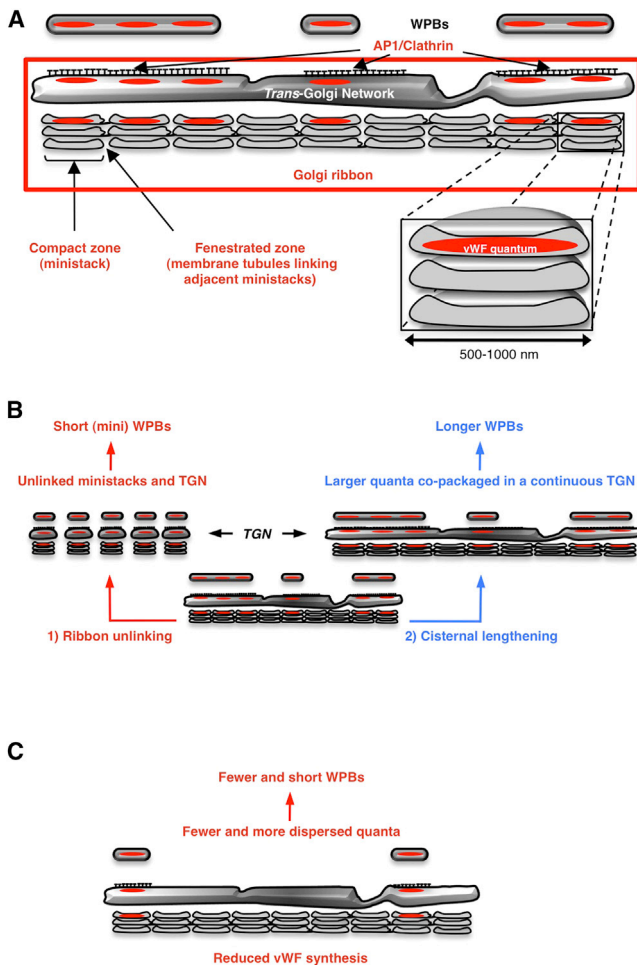 A
WPBs
AP1/Clathrin
Trans-Golgi Network
Golgi ribbon
Compact zone
(ministack)
Fenestrated zone
(membrane tubules linking
adjacent ministacks)
vWF quantum
500-1000 nm
B
Short (mini) WPBs
Longer WPBs
Unlinked ministacks and TGN
Larger quanta co-packaged in a continuous TGN
TGN
1) Ribbon unlinking
2) Cisternal lengthening
C
Fewer and short WPBs
Fewer and more dispersed quanta
Reduced vWF synthesis